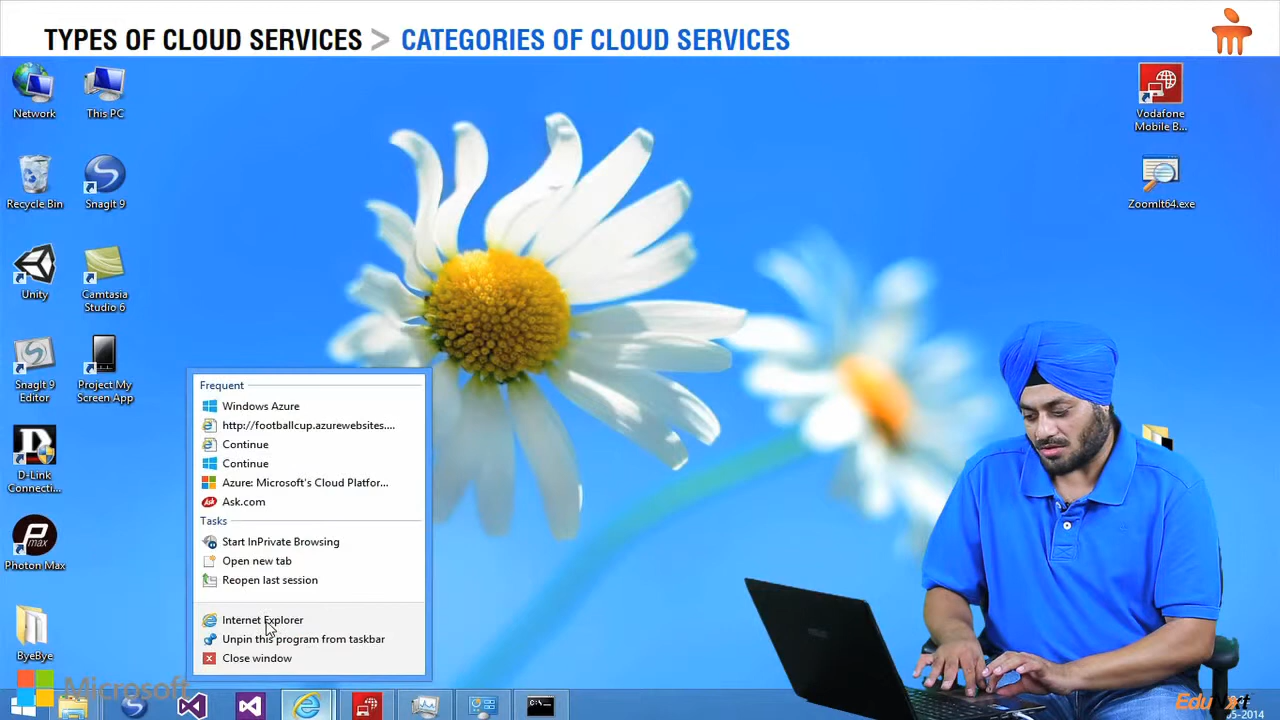 TYPES OF CLOUD SERVICES > CATEGORIES OF CLOUD SERVICES
Network
This PC
Vodafone
Mobile B...
Recycle Bin
SnagIt 9
ZoomIt64.exe
Unity
Camtasia
Studio 6
SnagIt 9
Editor
Project My
Screen App
D-Link
Connecti...
Photon Max
ByeBye
Frequent
Windows Azure
http://footballcup.azurewebsites....
Continue
Continue
Azure: Microsoft's Cloud Platfor...
Ask.com
Tasks
Start InPrivate Browsing
Open new tab
Reopen last session
Internet Explorer
Unpin this program from taskbar
Close window
Microsoft
05-2014